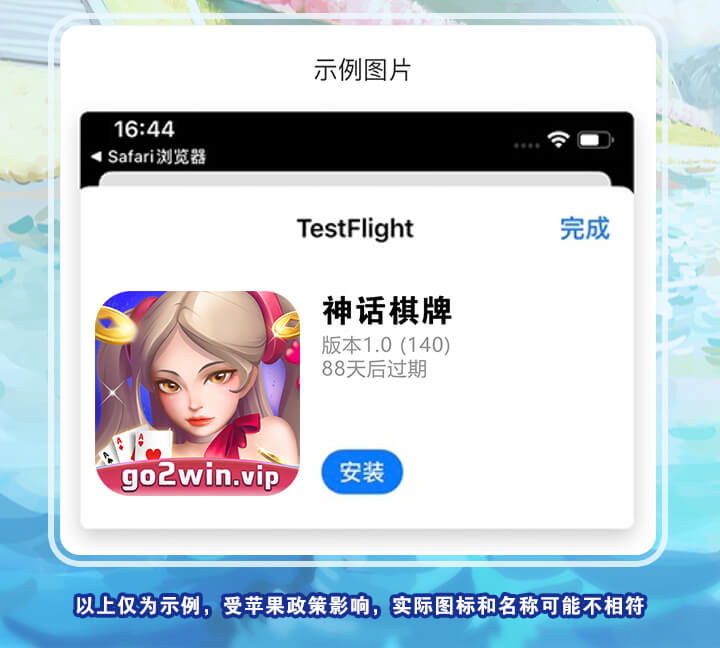 示例图片
16:44
◀ Safari浏览器
TestFlight
完成
神话棋牌
版本1.0 (140)
88天后过期
A A A
go2win.vip
安装
以上仅为示例，受苹果政策影响，实际图标和名称可能不相符